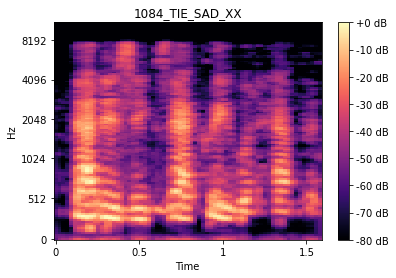 1084_TIE_SAD_XX
8192
4096
2048
1024
512
0
Hz
0
0.5
1
1.5
Time
+0 dB
-10 dB
-20 dB
-30 dB
-40 dB
-50 dB
-60 dB
-70 dB
-80 dB